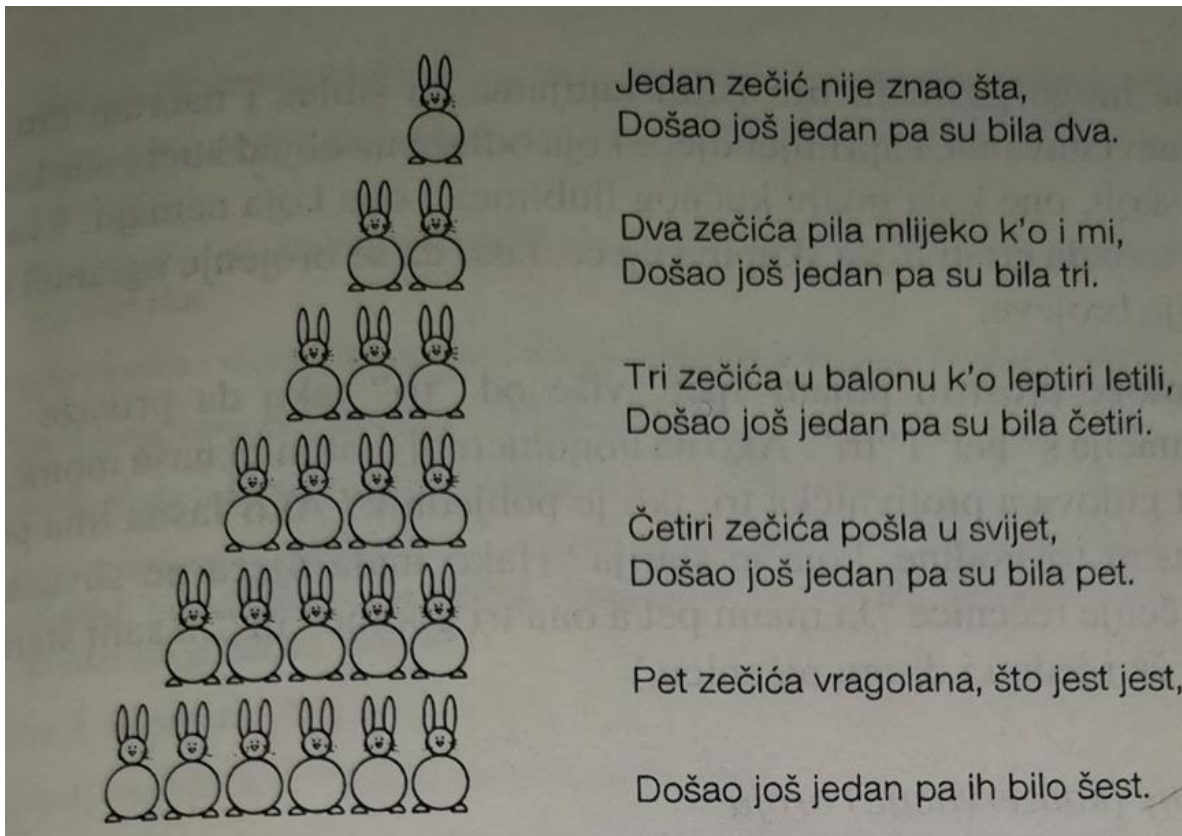 Jedan zečić nije znao šta,
Došao još jedan pa su bila dva.
Dva zečića pila mlijeko k'o i mi,
Došao još jedan pa su bila tri.
Tri zečića u balonu k'o leptiri letili,
Došao još jedan pa su bila četiri.
Četiri zečića pošla u svijet,
Došao još jedan pa su bila pet.
Pet zečića vragolana, što jest jest,
Došao još jedan pa ih bilo šest.